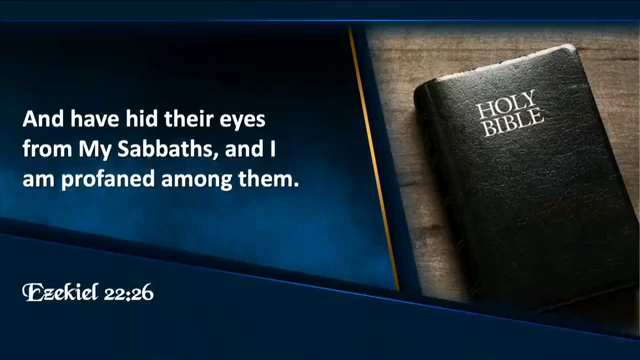 And have hid their eyes
from My Sabbaths, and I
am profaned among them.
Ezekiel 22:26
HOLY
BIBLE